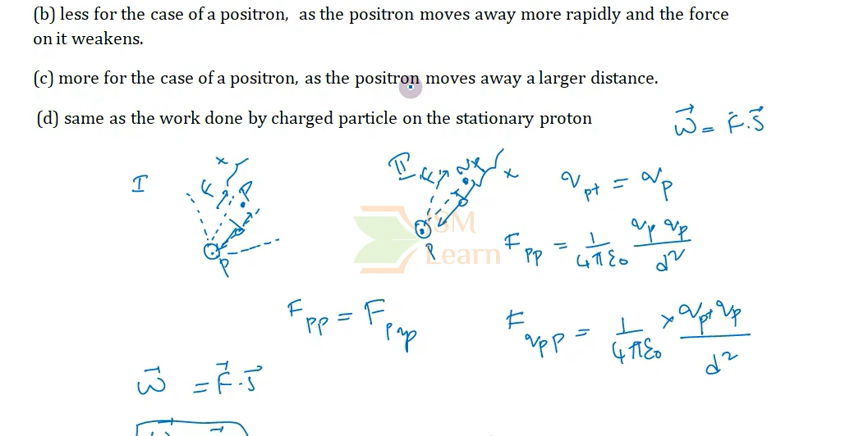 (b) less for the case of a positron,  as the positron moves away more rapidly and the force
on it weakens.
(c) more for the case of a positron, as the positron moves away a larger distance.
(d) same as the work done by charged particle on the stationary proton
W⃗ = F⃗.S⃗
I
x
F
P
P
II
F
x
P
q_pt = q_p
SM
Learn
F_pp = 1/4πε₀ q_p q_p/d²
F_pp = F
F = 1/4πε₀ × q_pt q_p/d²
W⃗ = F⃗.S⃗